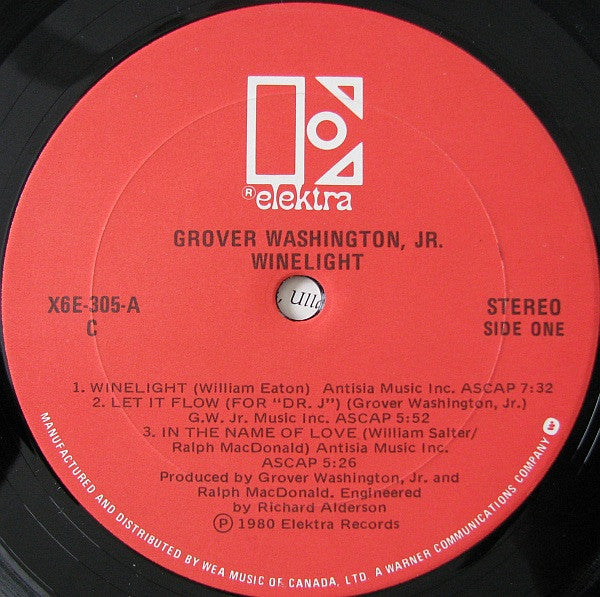 ® elektra
GROVER WASHINGTON, JR.
WINELIGHT
X6E-305-A
C
STEREO
SIDE ONE
1. WINELIGHT (William Eaton) Antisia Music Inc. ASCAP 7:32
2. LET IT FLOW (FOR “DR. J”) (Grover Washington, Jr.)
G.W. Jr. Music Inc. ASCAP 5:52
3. IN THE NAME OF LOVE (William Salter/
Ralph MacDonald) Antisia Music Inc.
ASCAP 5:26
Produced by Grover Washington, Jr. and
Ralph MacDonald. Engineered
by Richard Alderson
℗ 1980 Elektra Records
MANUFACTURED AND DISTRIBUTED BY WEA MUSIC OF CANADA, LTD. A WARNER COMMUNICATIONS COMPANY